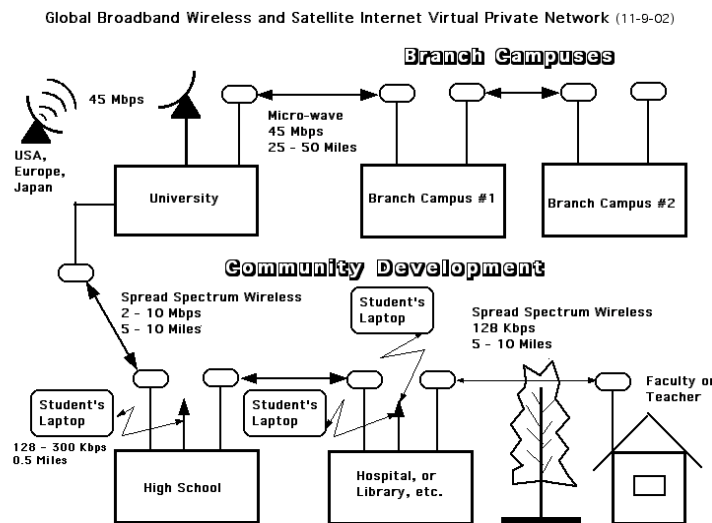 Global Broadband Wireless and Satellite Internet Virtual Private Network (11-9-02)
Branch Campuses
45 Mbps
Micro-wave
45 Mbps
25 - 50 Miles
USA,
Europe,
Japan
University
Branch Campus #1
Branch Campus #2
Community Development
Spread Spectrum Wireless
2 - 10 Mbps
5 - 10 Miles
Student's
Laptop
Spread Spectrum Wireless
128 Kbps
5 - 10 Miles
Student's
Laptop
Student's
Laptop
Faculty or
Teacher
128 - 300 Kbps
0.5 Miles
High School
Hospital, or
Library, etc.